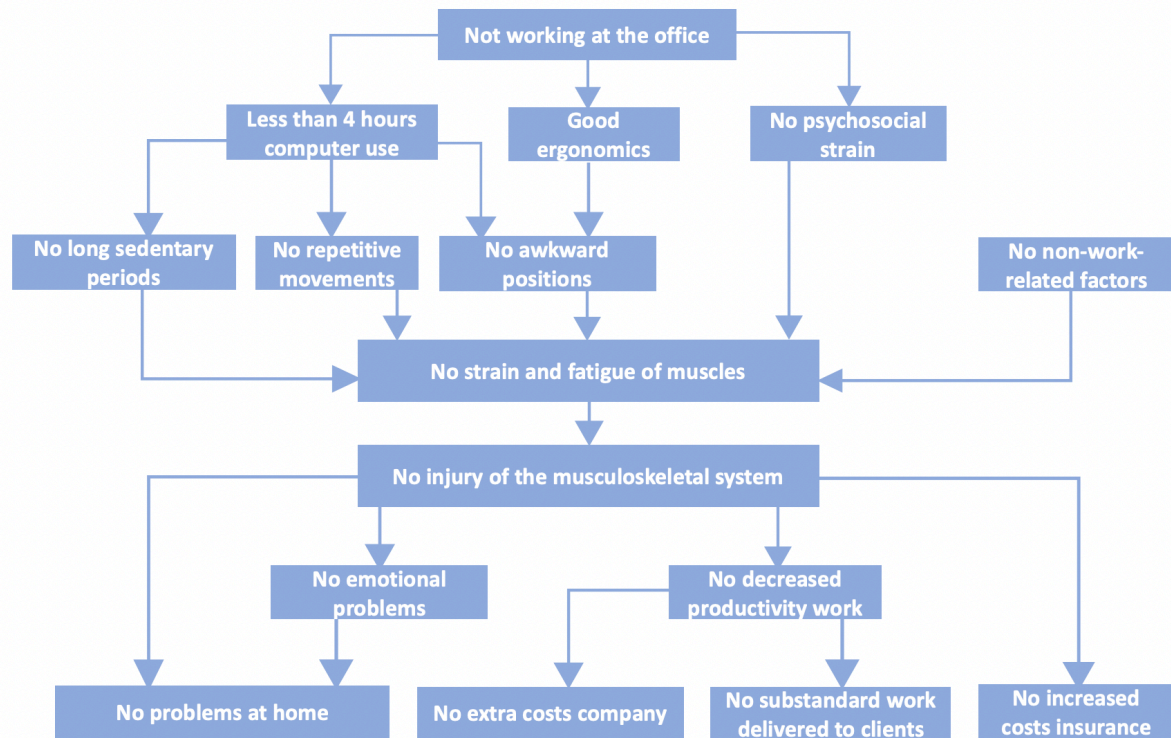 Not working at the office
Less than 4 hours
computer use
Good
ergonomics
No psychosocial
strain
No long sedentary
periods
No repetitive
movements
No awkward
positions
No non-work-
related factors
No strain and fatigue of muscles
No injury of the musculoskeletal system
No emotional
problems
No decreased
productivity work
No problems at home
No extra costs company
No substandard work
delivered to clients
No increased
costs insurance